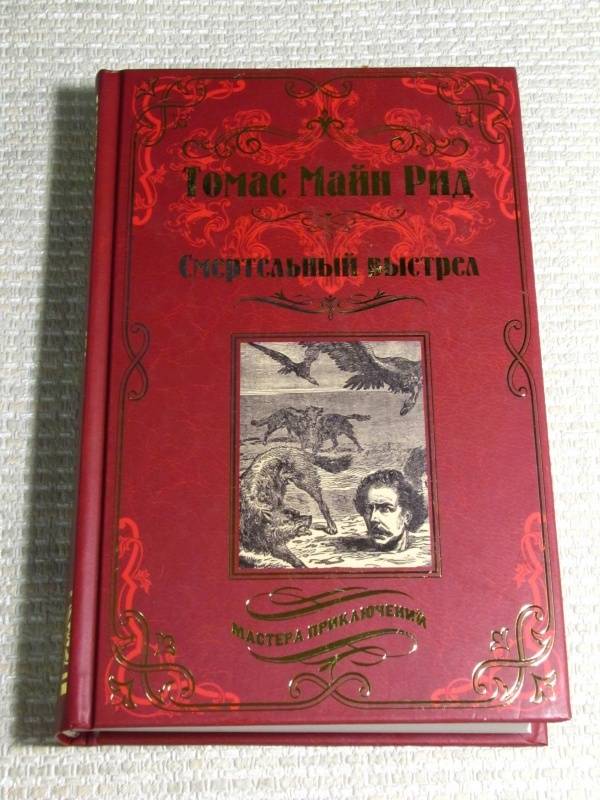 Томас Майн Рид
Смертельный выстрел
МАСТЕРА ПРИКЛЮЧЕНИЙ